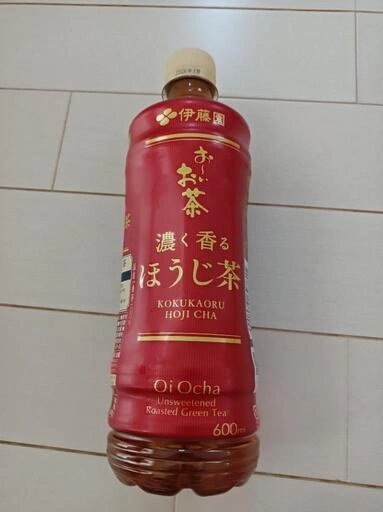 伊藤園
お〜いお茶
濃く香る
ほうじ茶
KOKUKAORU
HOJI CHA
Oi Ocha
Unsweetened
Roasted Green Tea
600ml